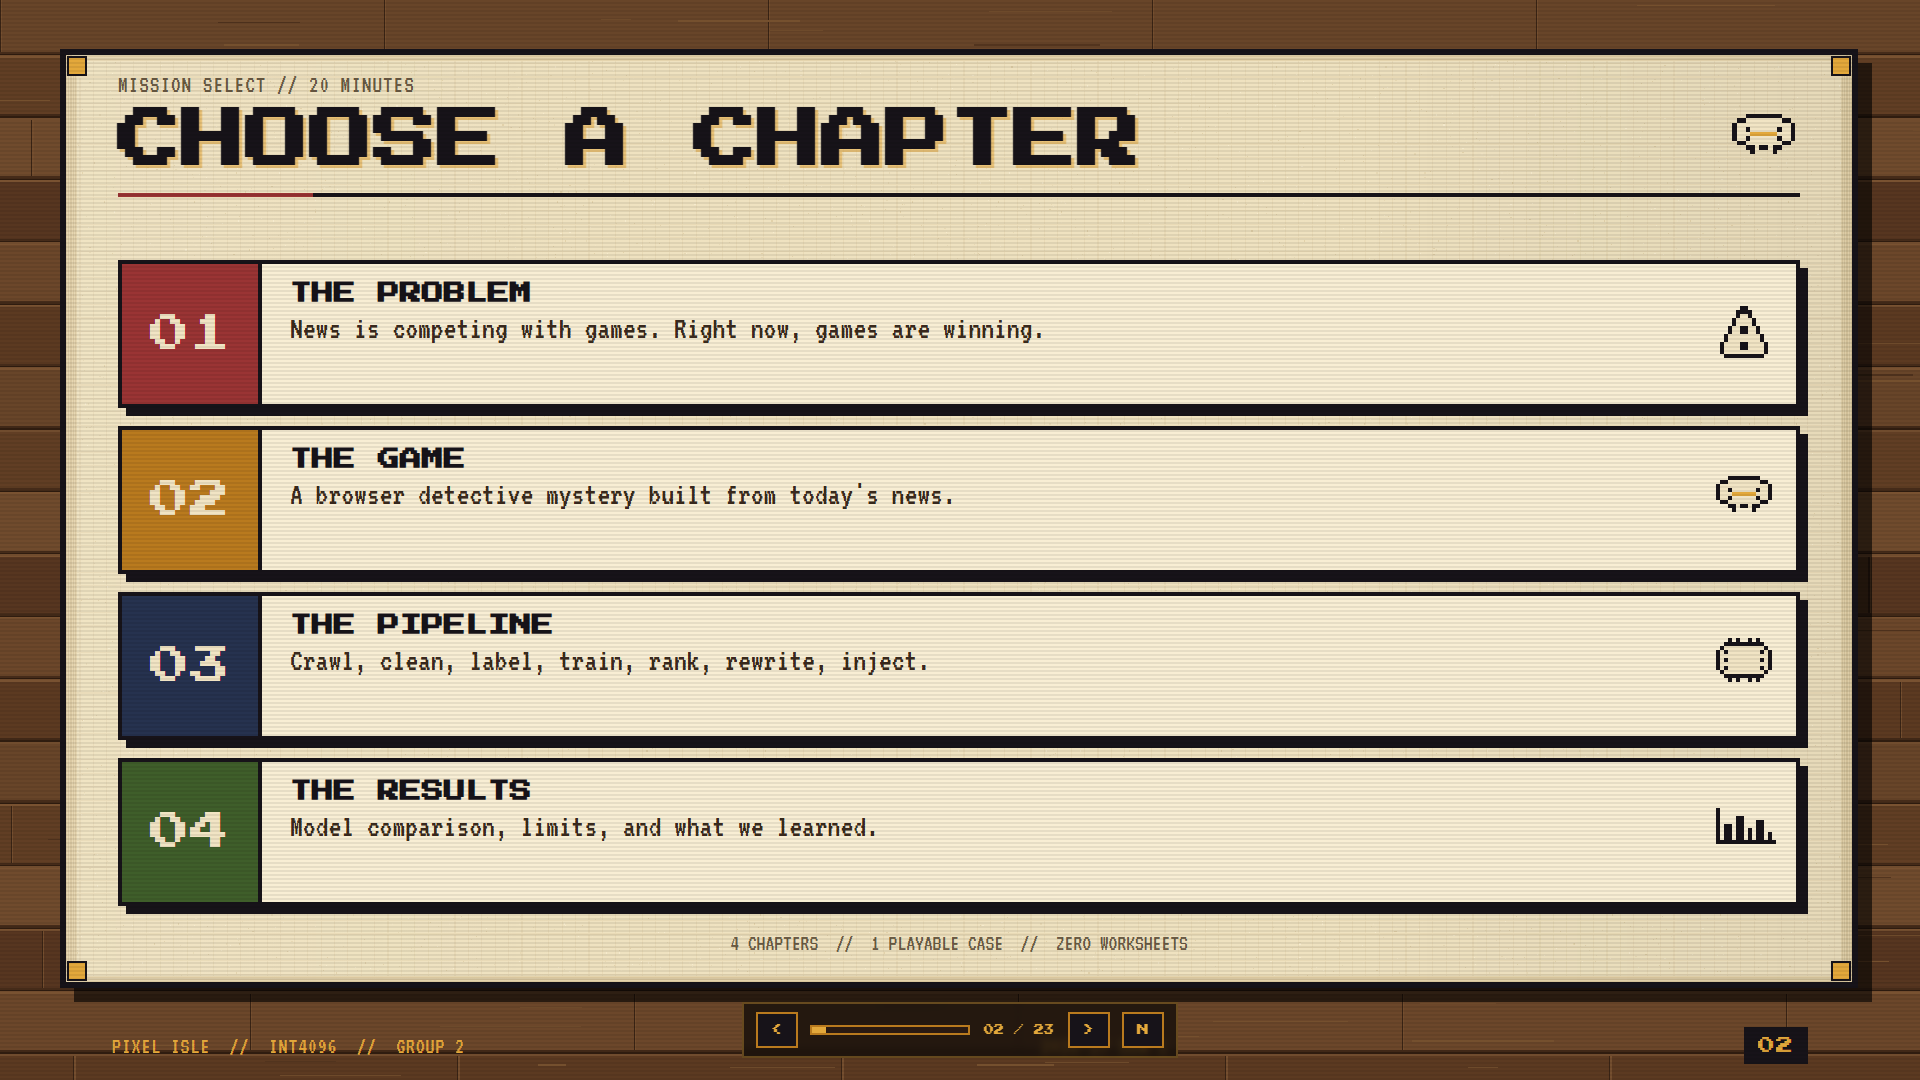 MISSION SELECT // 20 MINUTES
CHOOSE A CHAPTER
01
THE PROBLEM
News is competing with games. Right now, games are winning.
02
THE GAME
A browser detective mystery built from today's news.
03
THE PIPELINE
Crawl, clean, label, train, rank, rewrite, inject.
04
THE RESULTS
Model comparison, limits, and what we learned.
4 CHAPTERS // 1 PLAYABLE CASE // ZERO WORKSHEETS
< 02 / 23 > N
PIXEL ISLE // INT4096 // GROUP 2
02